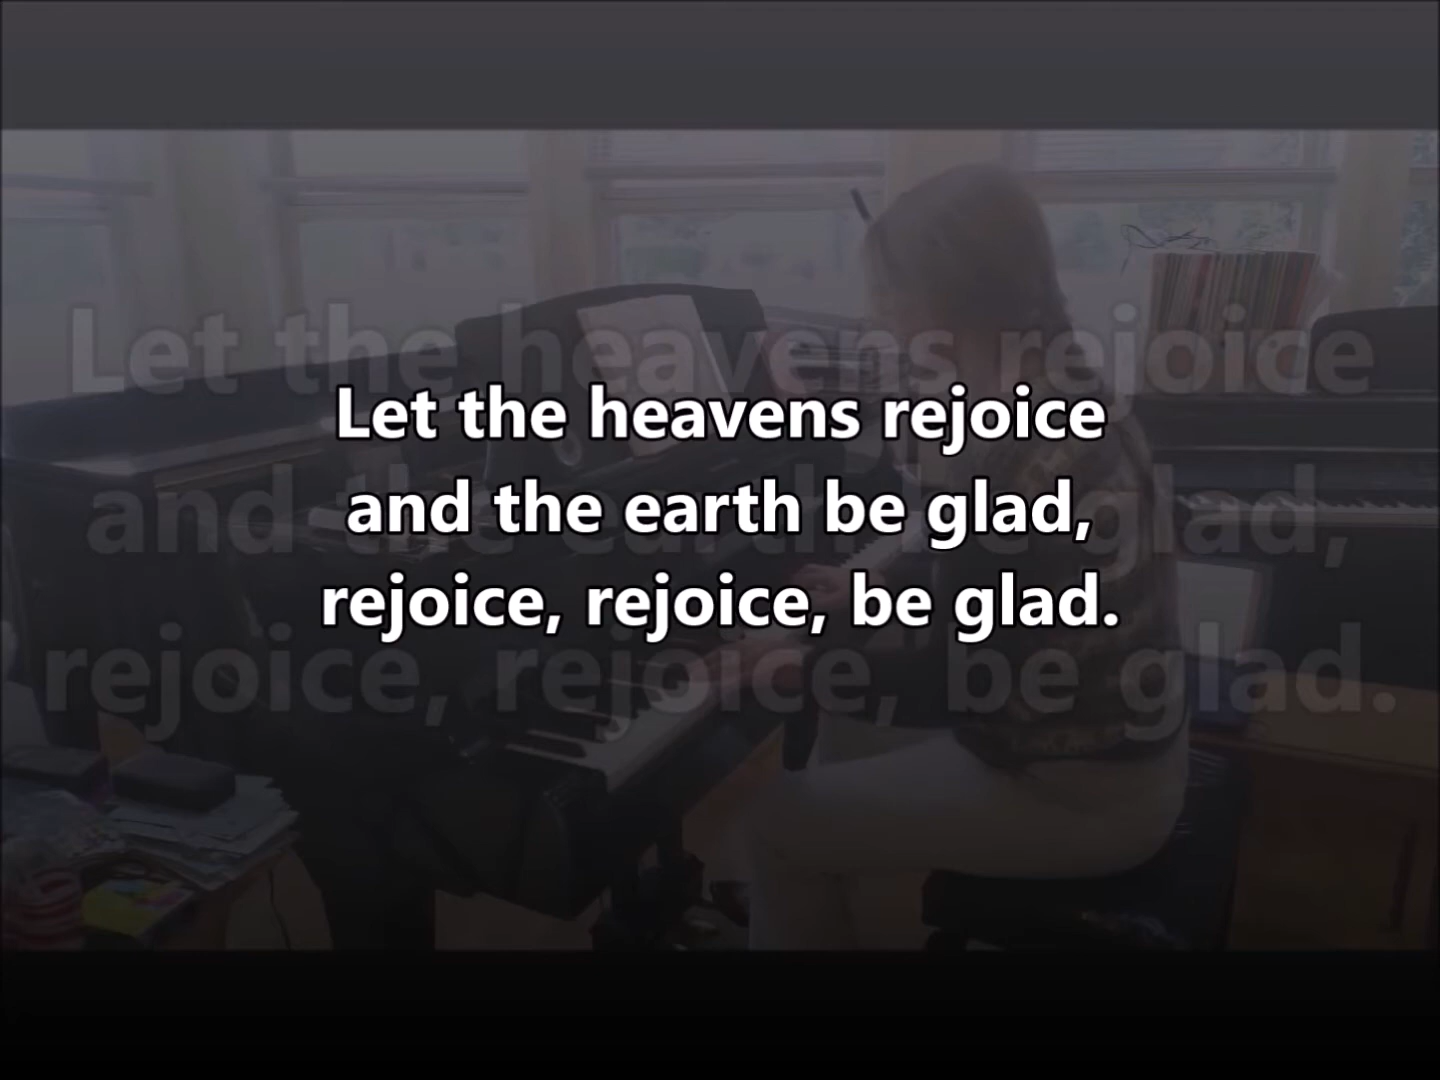 Let the heavens rejoice
and the earth be glad,
rejoice, rejoice, be glad.